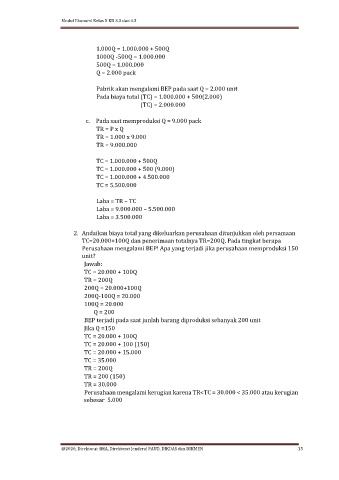 Modul Ekonomi Kelas X KD 3.3 dan 4.3
1.000Q = 1.000.000 + 500Q
1000Q -500Q = 1.000.000
500Q = 1.000.000
Q = 2.000 pack
Pabrik akan mengalami BEP pada saat Q = 2.000 unit
Pada biaya total (TC) = 1.000.000 + 500(2.000)
(TC) = 2.000.000
c. Pada saat memproduksi Q = 9.000 pack
TR = P x Q
TR = 1.000 x 9.000
TR = 9.000.000
TC = 1.000.000 + 500Q
TC = 1.000.000 + 500 (9.000)
TC = 1.000.000 + 4.500.000
TC = 5.500.000
Laba = TR – TC
Laba = 9.000.000 – 5.500.000
Laba = 3.500.000
2. Andaikan biaya total yang dikeluarkan perusahaan ditunjukkan oleh persamaan
TC=20.000+100Q dan penerimaan totalnya TR=200Q. Pada tingkat berapa
Perusahaan mengalami BEP! Apa yang terjadi jika perusahaan memproduksi 150
unit?
Jawab:
TC = 20.000 + 100Q
TR = 200Q
200Q = 20.000+100Q
200Q-100Q = 20.000
100Q = 20.000
Q = 200
BEP terjadi pada saat jumlah barang diproduksi sebanyak 200 unit
Jika Q =150
TC = 20.000 + 100Q
TC = 20.000 + 100 (150)
TC = 20.000 + 15.000
TC = 35.000
TR = 200Q
TR = 200 (150)
TR = 30.000
Perusahaan mengalami kerugian karena TR<TC = 30.000 < 35.000 atau kerugian
sebesar 5.000
@2020, Direktorat SMA, Direktorat Jenderal PAUD, DIKDAS dan DIKMEN 15